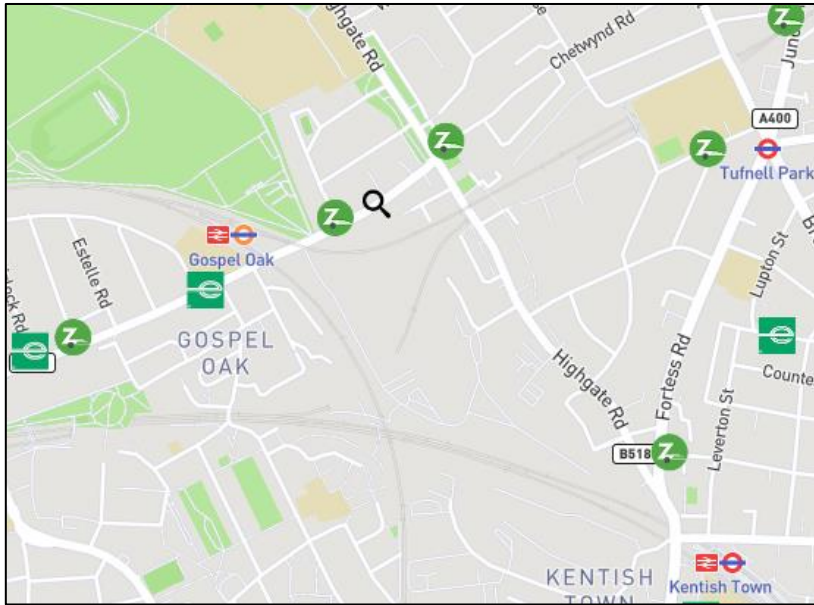 Highgate Rd
Chetwynd Rd
A400
Tufnell Park
Gospel Oak
Estelle Rd
GOSPEL
OAK
Lupton St
Highgate Rd
Fortess Rd
Leverton St
B518
KENTISH
TOWN
Kentish Town